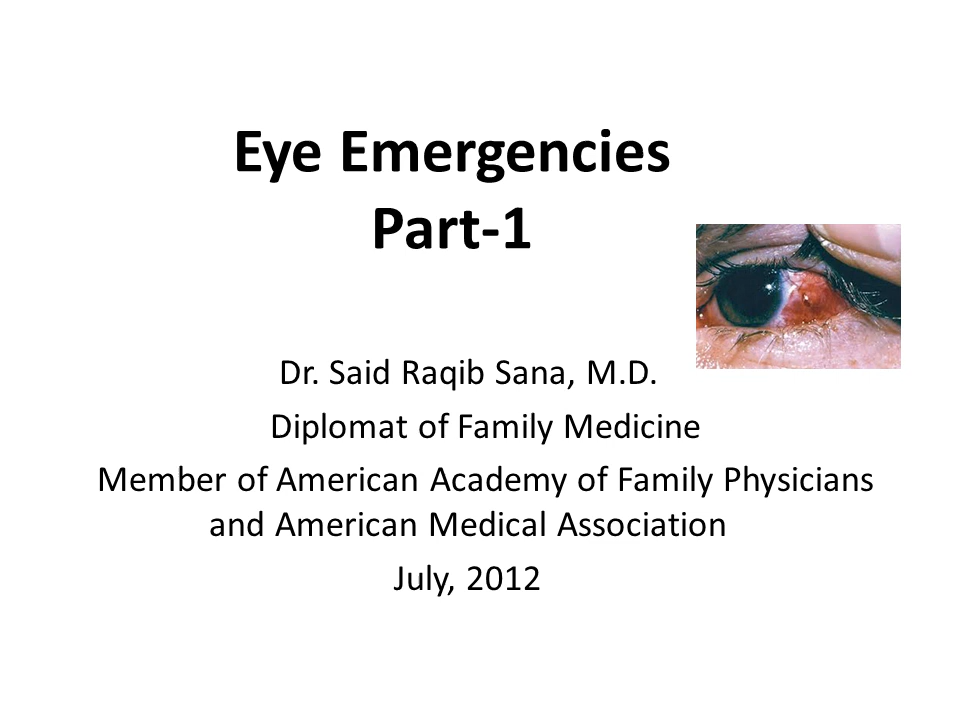 Eye Emergencies
Part-1
Dr. Said Raqib Sana, M.D.
Diplomat of Family Medicine
Member of American Academy of Family Physicians
and American Medical Association
July, 2012